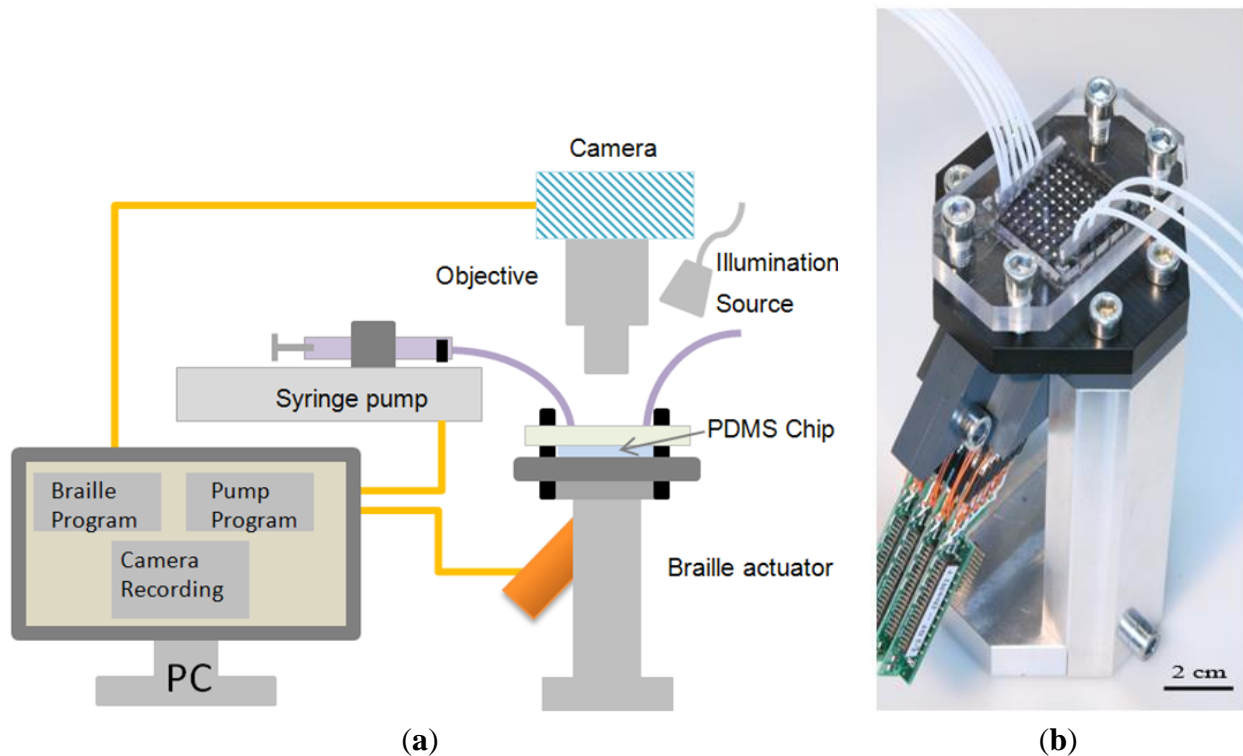 Camera
Objective
Illumination
Source
Syringe pump
PDMS Chip
Braille
Program
Pump
Program
Camera
Recording
Braille actuator
PC
2 cm
(a)
(b)